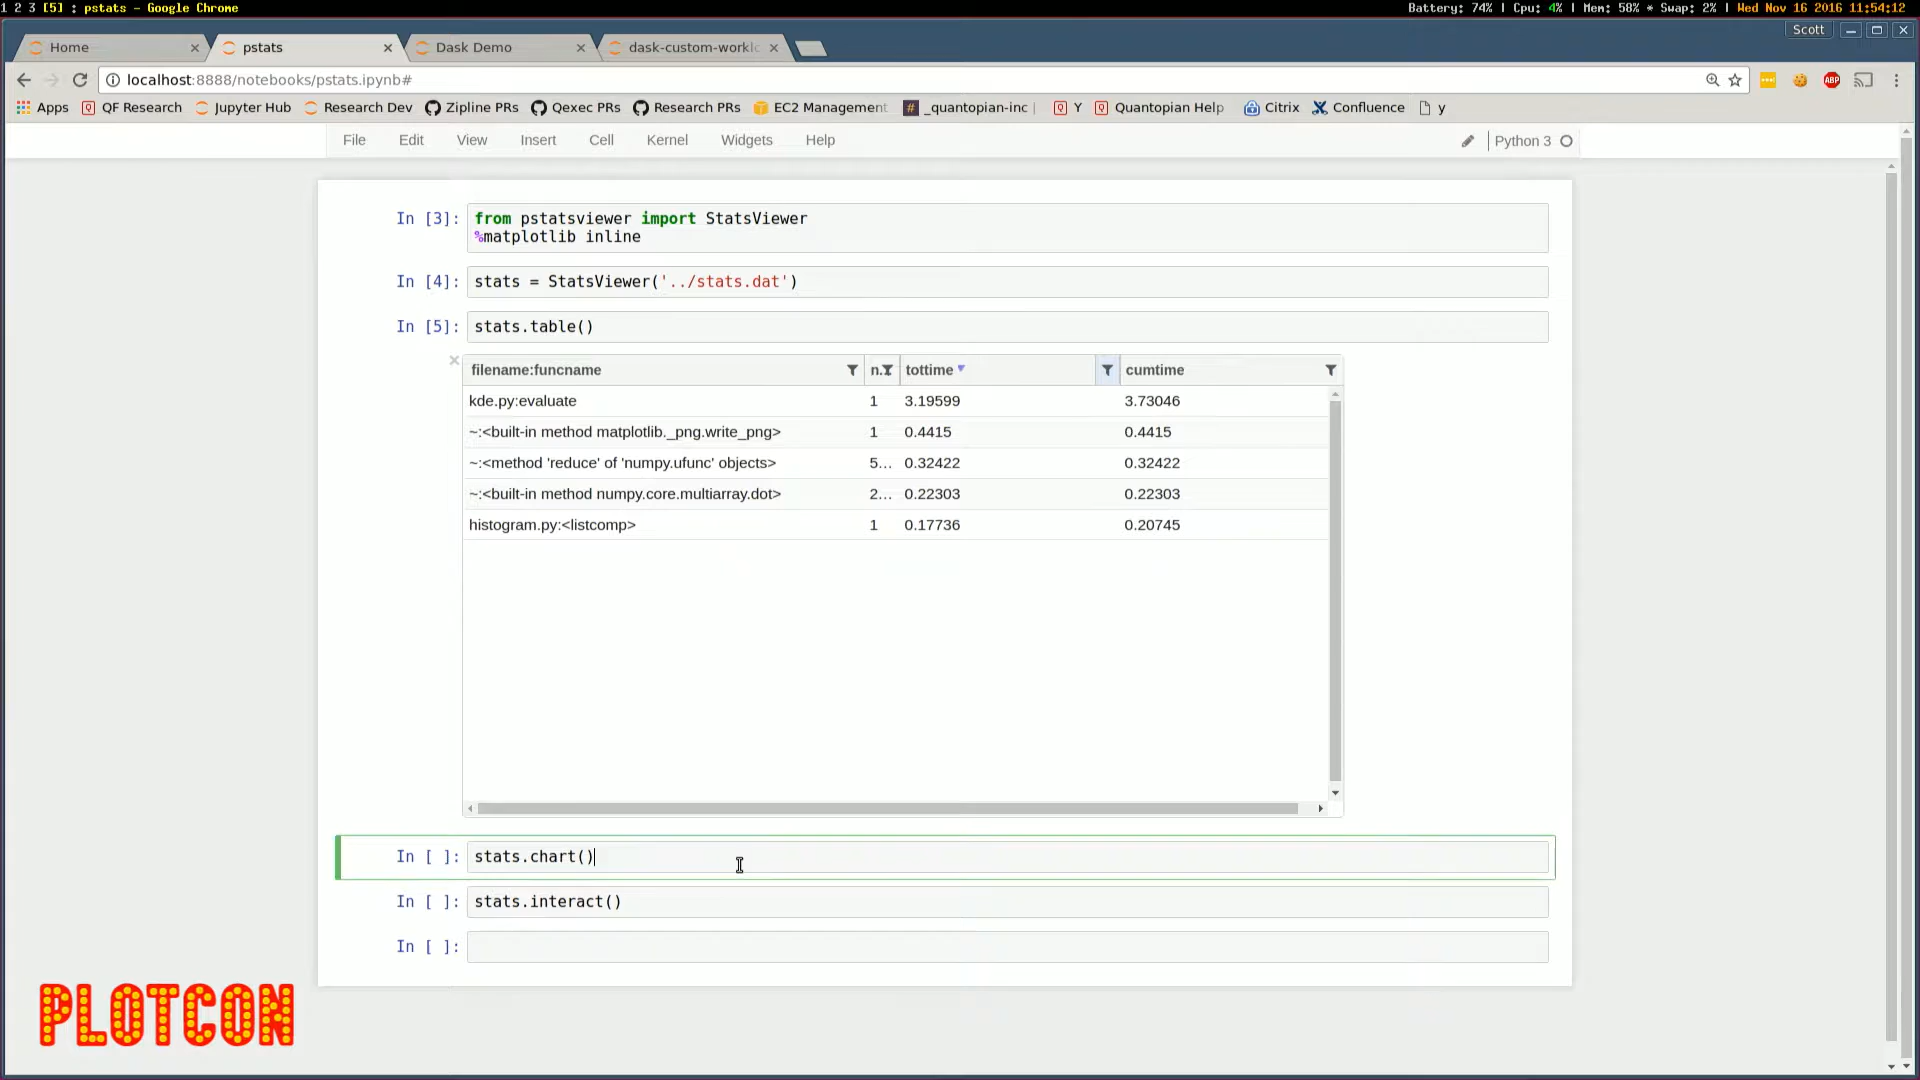 1 2 3 [5] : pstats - Google Chrome
Battery: 74% | Cpu: 4% | Mem: 58% * Swap: 2% | Wed Nov 16 2016 11:54:12
Scott
Home
pstats
Dask Demo
dask-custom-workl
localhost:8888/notebooks/pstats.ipynb#
Apps
QF Research
Jupyter Hub
Research Dev
Zipline PRs
Qexec PRs
Research PRs
EC2 Management
_quantopian-inc |
Y
Quantopian Help
Citrix
Confluence
y
File
Edit
View
Insert
Cell
Kernel
Widgets
Help
Python 3
In [3]:
from pstatsviewer import StatsViewer
%matplotlib inline
In [4]:
stats = StatsViewer('../stats.dat')
In [5]:
stats.table()
filename:funcname n. tottime cumtime
kde.py:evaluate 1 3.19599 3.73046
~:<built-in method matplotlib._png.write_png> 1 0.4415 0.4415
~:<method 'reduce' of 'numpy.ufunc' objects> 5... 0.32422 0.32422
~:<built-in method numpy.core.multiarray.dot> 2... 0.22303 0.22303
histogram.py:<listcomp> 1 0.17736 0.20745
In [ ]:
stats.chart()
In [ ]:
stats.interact()
In [ ]:
PLOTCON